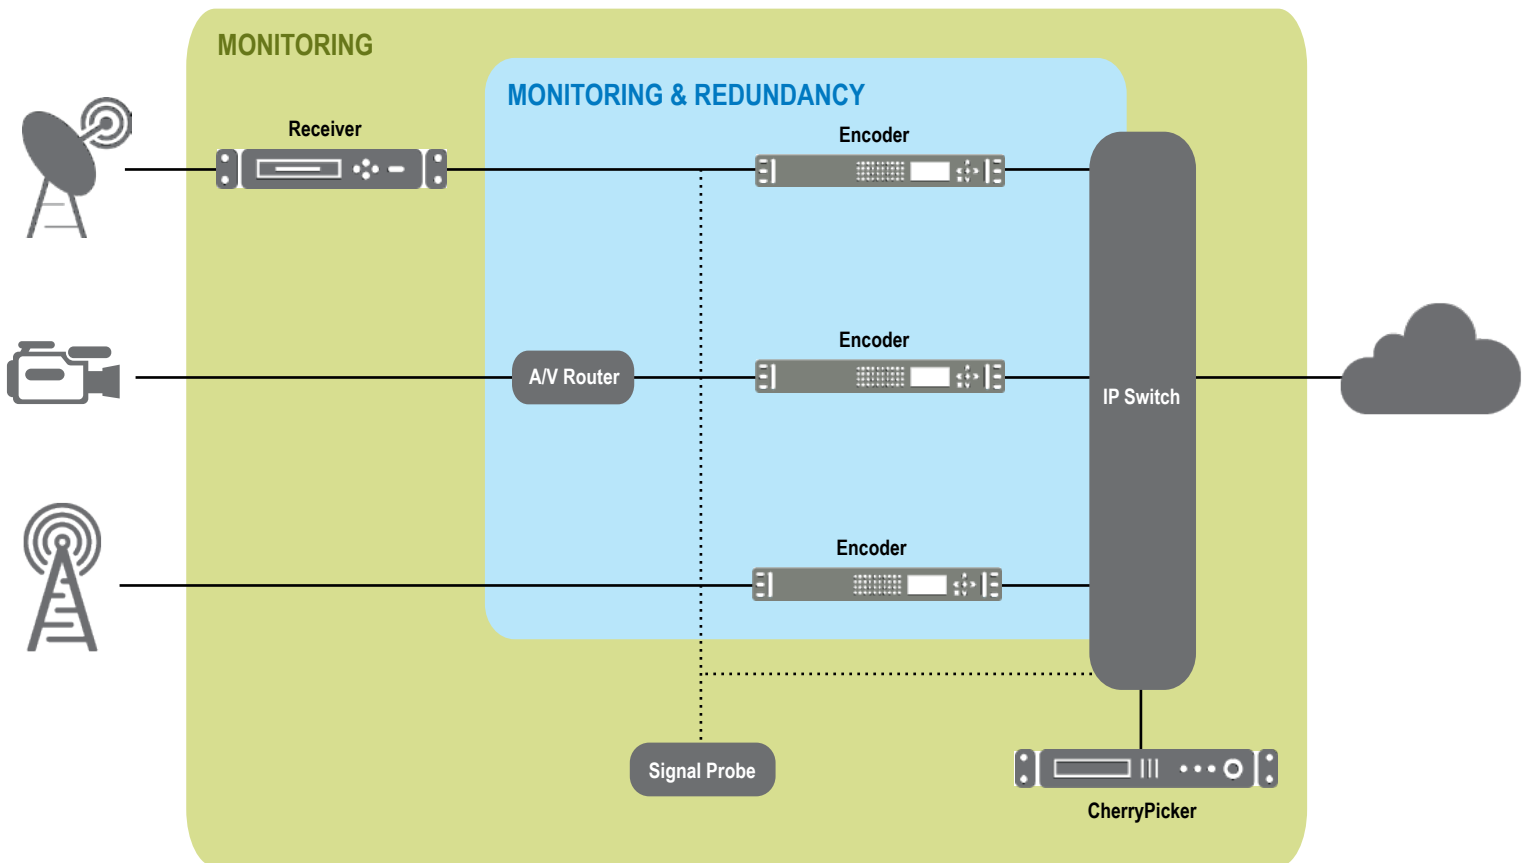 MONITORING
MONITORING & REDUNDANCY
Receiver
Encoder
Encoder
A/V Router
IP Switch
Encoder
Signal Probe
CherryPicker